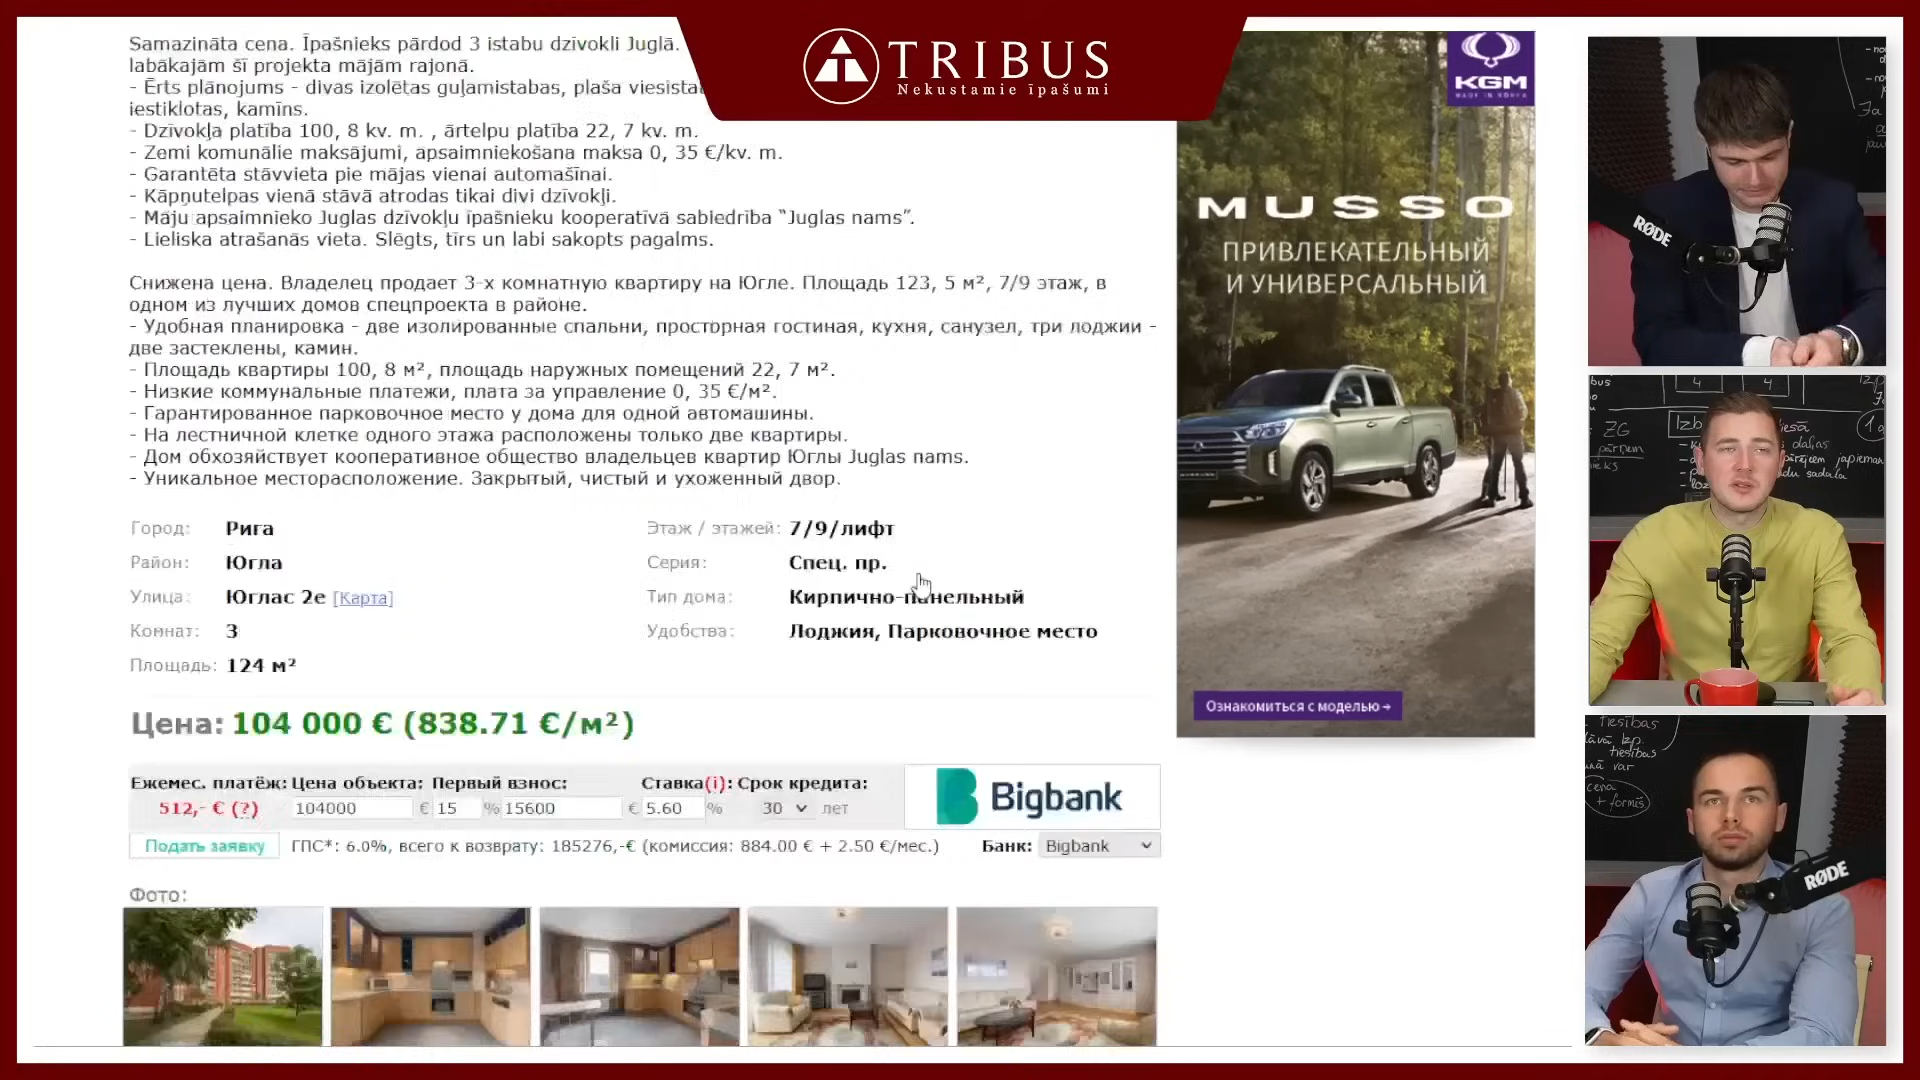 TRIBUS
Nekustamie īpašumi
Samazināta cena. Īpašnieks pārdod 3 istabu dzīvokli Juglā.
labākajām šī projekta mājām rajonā.
- Ērts plānojums - divas izolētas guļamistabas, plaša
iestiklotas, kamīns.
- Dzīvokļa platība 100, 8 kv. m. , ārtelpu platība 22, 7 kv. m.
- Zemi komunālie maksājumi, apsaimniekošana maksa 0, 35 €/kv. m.
- Garantēta stāvvieta pie mājas vienai automašīnai.
- Kāpņutelpas vienā stāvā atrodas tikai divi dzīvokļi.
- Māju apsaimnieko Juglas dzīvokļu īpašnieku kooperatīvā sabiedrība “Juglas nams”.
- Lieliska atrašanās vieta. Slēgts, tīrs un labi sakopts pagalms.
Снижена цена. Владелец продает 3-х комнатную квартиру на Югле. Площадь 123, 5 м², 7/9 этаж, в
одном из лучших домов спецпроекта в районе.
- Удобная планировка - две изолированные спальни, просторная гостиная, кухня, санузел, три лоджии -
две застеклены, камин.
- Площадь квартиры 100, 8 м², площадь наружных помещений 22, 7 м².
- Низкие коммунальные платежи, плата за управление 0, 35 €/м².
- Гарантированное парковочное место у дома для одной автомашины.
- На лестничной клетке одного этажа расположены только две квартиры.
- Дом обхозяйствует кооперативное общество владельцев квартир Юглы Juglas nams.
- Уникальное месторасположение. Закрытый, чистый и ухоженный двор.
Город: Рига
Этаж / этажей: 7/9/лифт
Район: Югла
Серия: Спец. пр.
Улица: Юглас 2е [Карта]
Тип дома: Кирпично-панельный
Комнат: 3
Удобства: Лоджия, Парковочное место
Площадь: 124 м²
Цена: 104 000 € (838.71 €/м²)
Ежемес. платёж: Цена объекта: Первый взнос: Ставка(i): Срок кредита:
512,- € (?) 104000 € 15 % 15600 € 5.60 % 30 лет
Bigbank
Подать заявку ГПС*: 6.0%, всего к возврату: 185276,-€ (комиссия: 884.00 € + 2.50 €/мес.) Банк: Bigbank
Фото:
KGM
MADE IN KOREA
MUSSO
ПРИВЛЕКАТЕЛЬНЫЙ
И УНИВЕРСАЛЬНЫЙ
Ознакомиться с моделью
RØDE
ZG
4 4
tiesības
cena
+ formis
RØDE